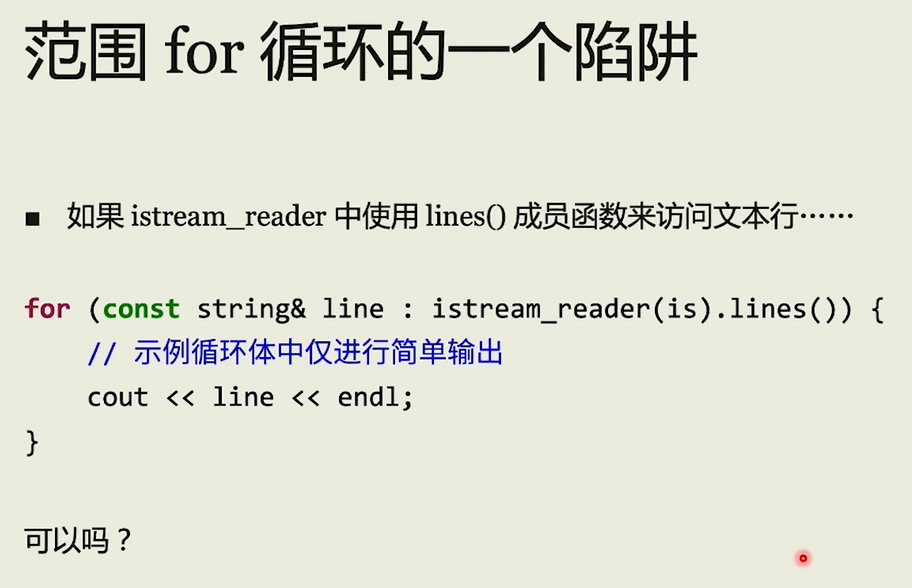 范围 for 循环的一个陷阱
■ 如果 istream_reader 中使用 lines() 成员函数来访问文本行……
for (const string& line : istream_reader(is).lines()) {
    // 示例循环体中仅进行简单输出
    cout << line << endl;
}
可以吗？